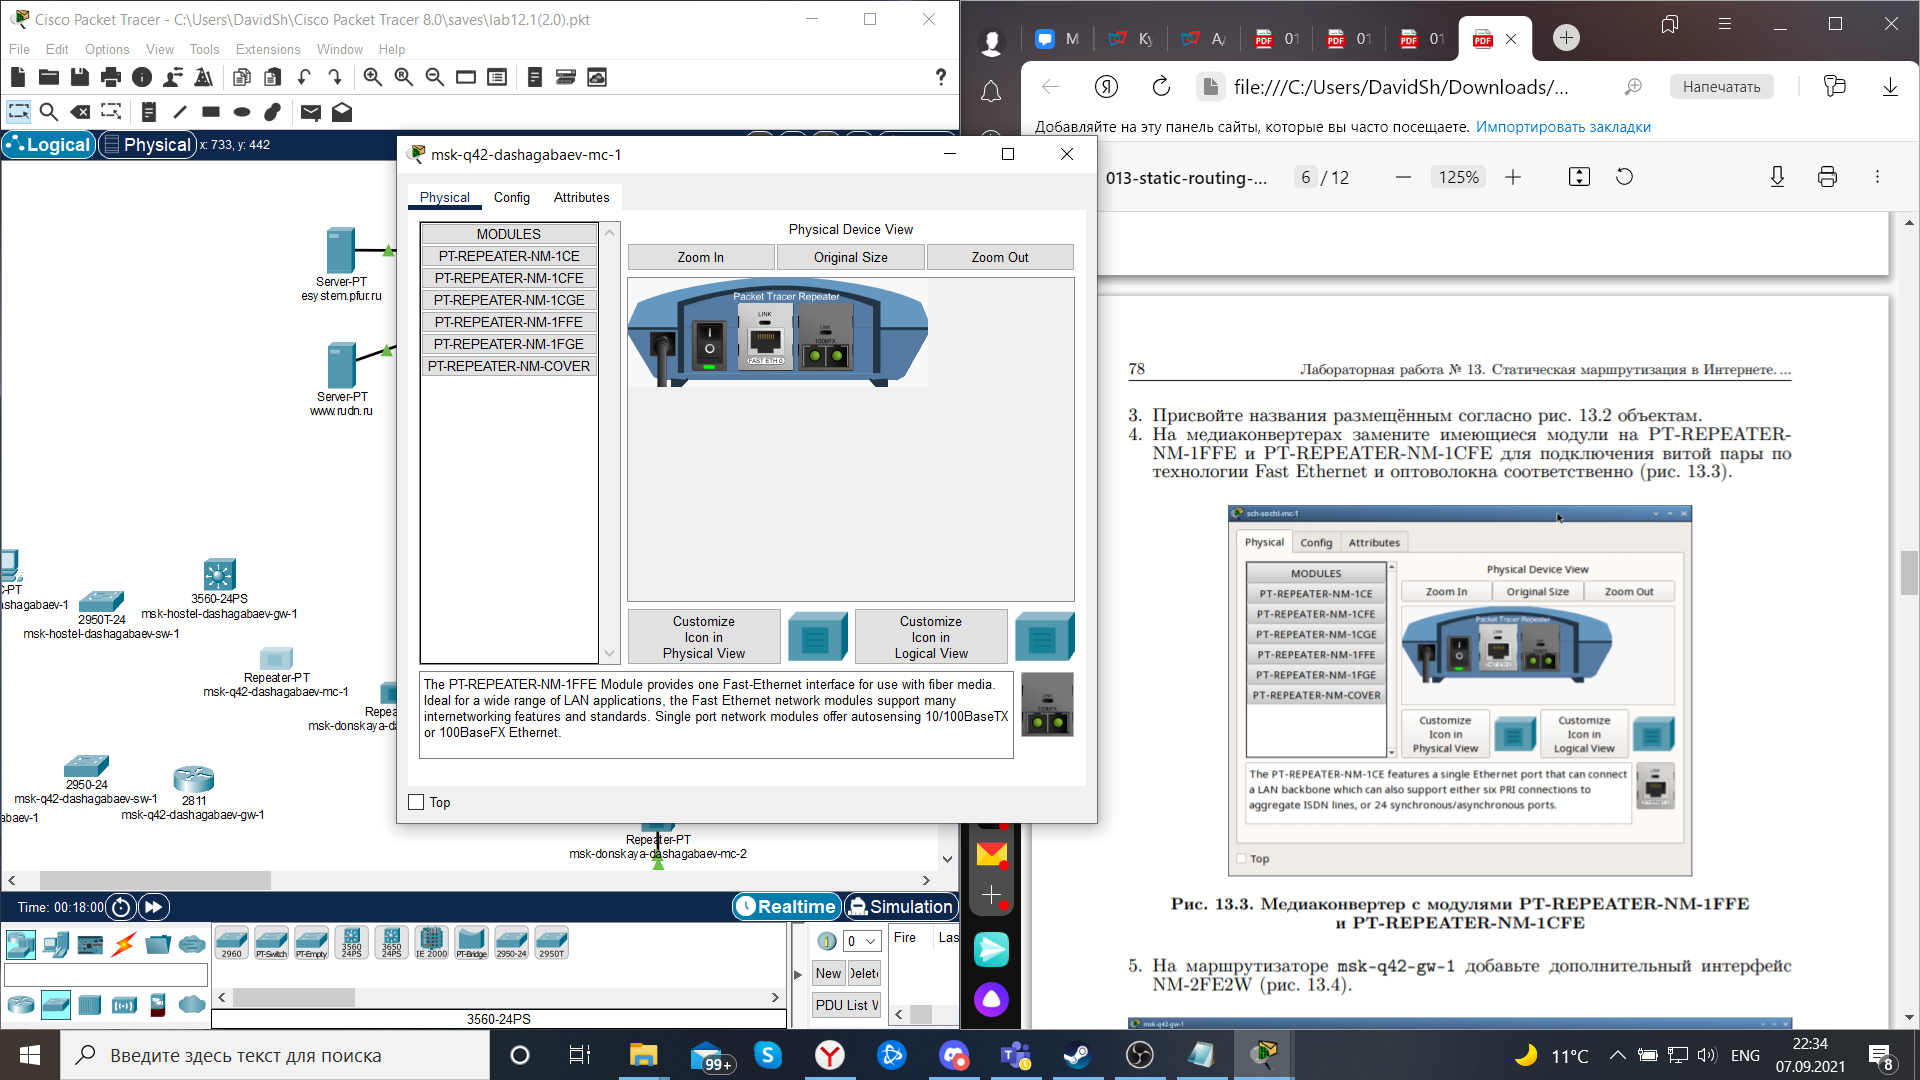 Cisco Packet Tracer - C:\Users\DavidSh\Cisco Packet Tracer 8.0\saves\lab12.1(2.0).pkt
File Edit Options View Tools Extensions Window Help
Logical
Physical
x: 733, y: 442
Server-PT
esystem.pfur.ru
Server-PT
www.rudn.ru
3560-24PS
msk-hostel-dashagabaev-gw-1
2950T-24
msk-hostel-dashagabaev-sw-1
Repeater-PT
msk-q42-dashagabaev-mc-1
2950-24
msk-q42-dashagabaev-sw-1
2811
msk-q42-dashagabaev-gw-1
Repeater-PT
msk-donskaya-dashagabaev-mc-2
msk-q42-dashagabaev-mc-1
Physical Config Attributes
MODULES
PT-REPEATER-NM-1CE
PT-REPEATER-NM-1CFE
PT-REPEATER-NM-1CGE
PT-REPEATER-NM-1FFE
PT-REPEATER-NM-1FGE
PT-REPEATER-NM-COVER
Physical Device View
Zoom In Original Size Zoom Out
Packet Tracer Repeater
LINK
LINK
100bFX
FAST ETH 0
Customize
Icon in
Physical View
Customize
Icon in
Logical View
The PT-REPEATER-NM-1FFE Module provides one Fast-Ethernet interface for use with fiber media.
Ideal for a wide range of LAN applications, the Fast Ethernet network modules support many
internetworking features and standards. Single port network modules offer autosensing 10/100BaseTX
or 100BaseFX Ethernet.
Top
Time: 00:18:00
Realtime
Simulation
2960 PT-Switch PT-Empty 3560 24PS 3650 24PS IE 2000 PT-Bridge 2950-24 2950T
3560-24PS
0
New
PDU List W
Fire Las
file:///C:/Users/DavidSh/Downloads/...
Напечатать
Добавляйте на эту панель сайты, которые вы часто посещаете. Импортировать закладки
013-static-routing-...
6 / 12
125%
78 Лабораторная работа № 13. Статическая маршрутизация в Интернете. ...
3. Присвойте названия размещённым согласно рис. 13.2 объектам.
4. На медиаконвертерах замените имеющиеся модули на PT-REPEATER-
NM-1FFE и PT-REPEATER-NM-1CFE для подключения витой пары по
технологии Fast Ethernet и оптоволокна соответственно (рис. 13.3).
sch-sochi-mc-1
Physical Config Attributes
MODULES
PT-REPEATER-NM-1CE
PT-REPEATER-NM-1CFE
PT-REPEATER-NM-1CGE
PT-REPEATER-NM-1FFE
PT-REPEATER-NM-1FGE
PT-REPEATER-NM-COVER
Physical Device View
Zoom In Original Size Zoom Out
Packet Tracer Repeater
Customize
Icon in
Physical View
Customize
Icon in
Logical View
The PT-REPEATER-NM-1CE features a single Ethernet port that can connect
a LAN backbone which can also support either six PRI connections to
aggregate ISDN lines, or 24 synchronous/asynchronous ports.
Top
Рис. 13.3. Медиаконвертер с модулями PT-REPEATER-NM-1FFE
и PT-REPEATER-NM-1CFE
5. На маршрутизаторе msk-q42-gw-1 добавьте дополнительный интерфейс
NM-2FE2W (рис. 13.4).
msk-q42-gw-1
Введите здесь текст для поиска
99+
11°C
ENG
22:34
07.09.2021
8